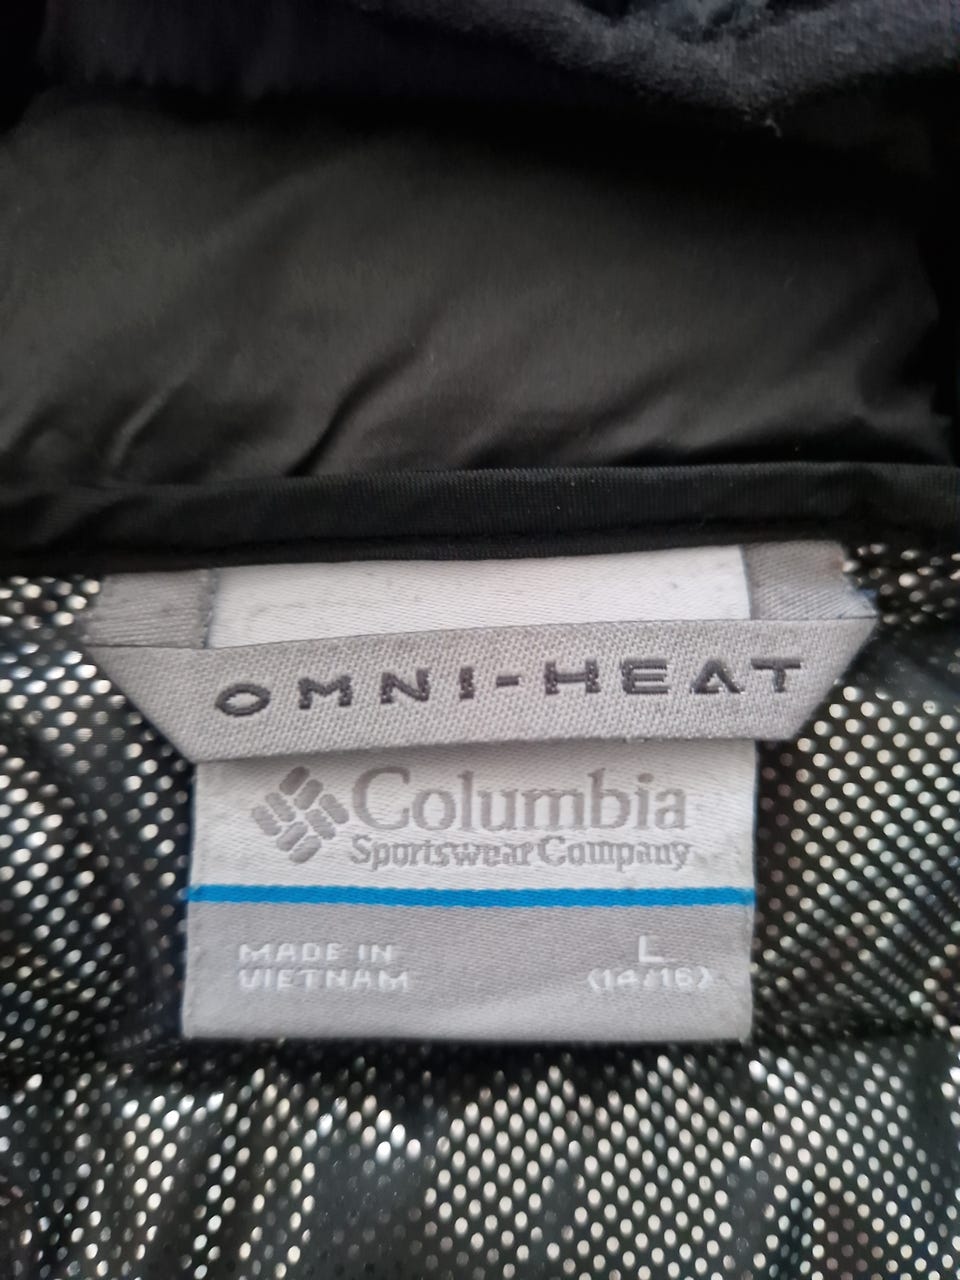 OMNI-HEAT
Columbia
Sportswear Company
MADE IN
VIETNAM
L
(14/16)